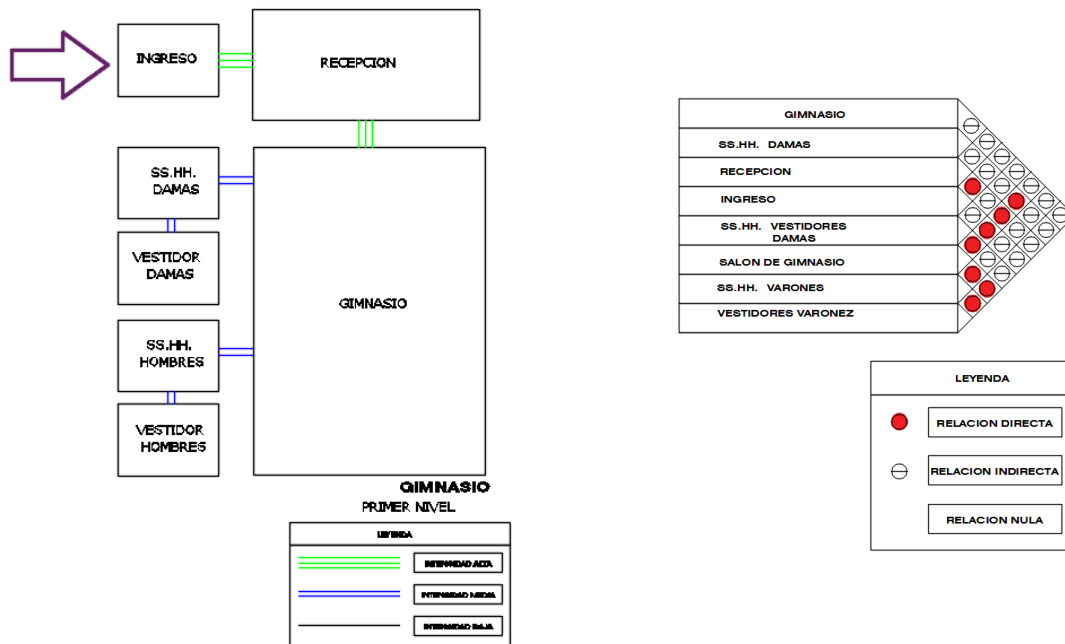 INGRESO
RECEPCION
SS.HH.
DAMAS
VESTIDOR
DAMAS
SS.HH.
HOMBRES
VESTIDOR
HOMBRES
GIMNASIO
GIMNASIO
PRIMER NIVEL
LEYENDA
INTENSIDAD ALTA
INTENSIDAD MEDIA
INTENSIDAD BAJA
GIMNASIO
SS.HH. DAMAS
RECEPCION
INGRESO
SS.HH. VESTIDORES
DAMAS
SALON DE GIMNASIO
SS.HH. VARONES
VESTIDORES VARONEZ
LEYENDA
RELACION DIRECTA
RELACION INDIRECTA
RELACION NULA